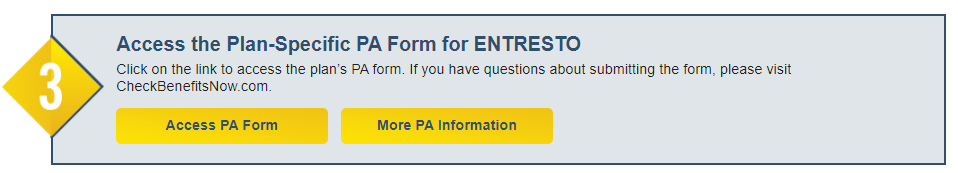 3
Access the Plan-Specific PA Form for ENTRESTO
Click on the link to access the plan's PA form. If you have questions about submitting the form, please visit
CheckBenefitsNow.com.
Access PA Form
More PA Information